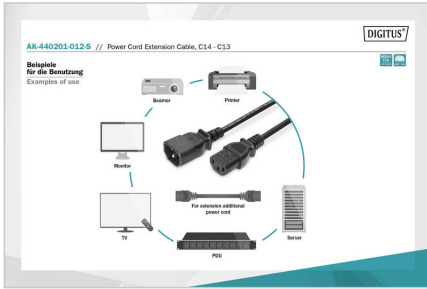 DIGITUS®
AK-440201-012-S // Power Cord Extension Cable, C14 - C13
Beispiele
für die Benutzung
Examples of use
Boomer
Printer
Monitor
For extension additional
power cord
TV
Server
PDU